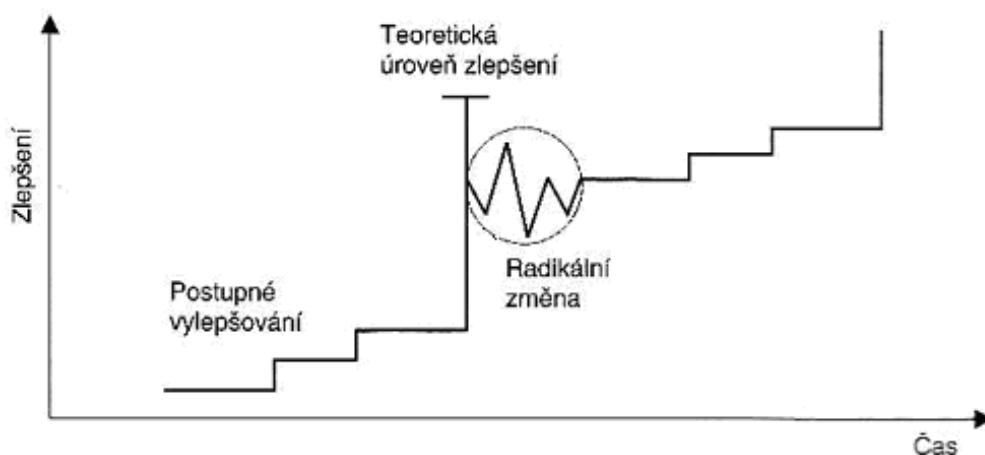 Teoretická
úroveň zlepšení
Zlepšení
Radikální
změna
Postupné
vylepšování
Čas